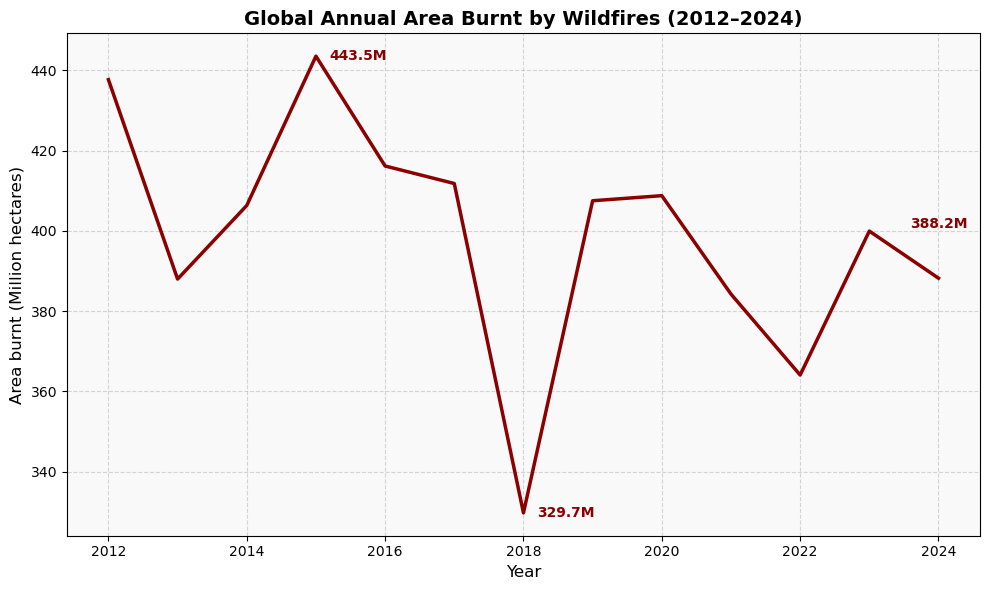 Global Annual Area Burnt by Wildfires (2012–2024)
Area burnt (Million hectares)
440
420
400
380
360
340
443.5M
388.2M
329.7M
2012
2014
2016
2018
2020
2022
2024
Year